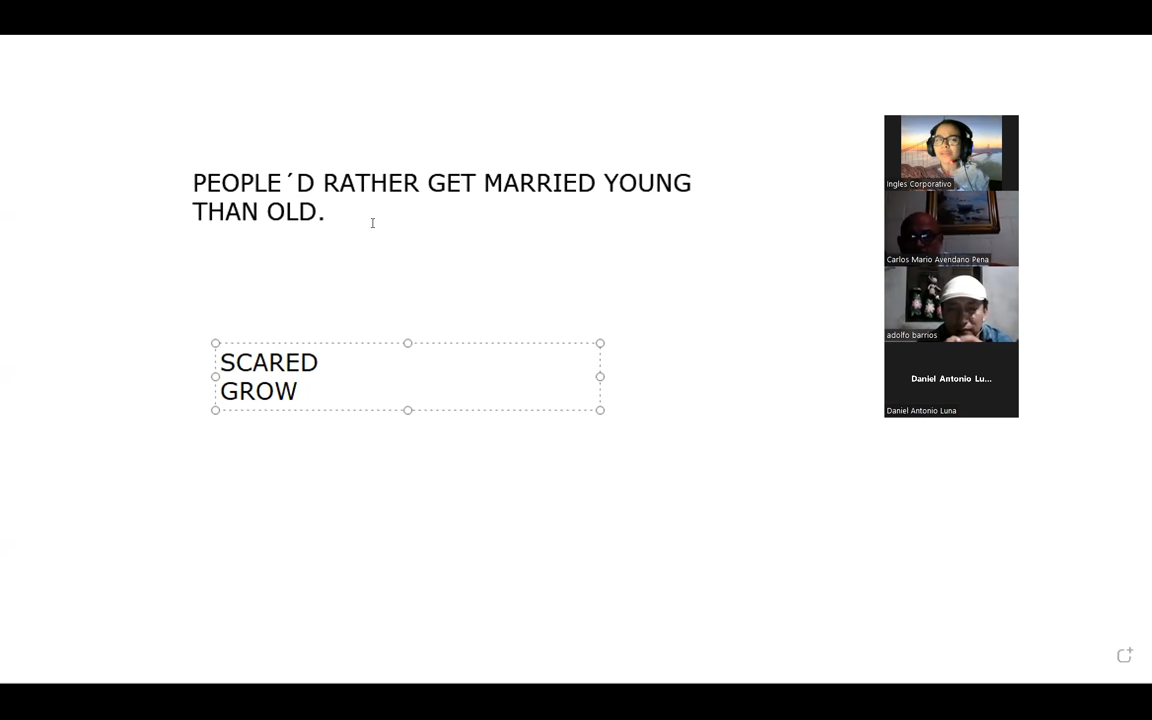 PEOPLE´D RATHER GET MARRIED YOUNG
THAN OLD.
SCARED
GROW
Ingles Corporativo
Carlos Mario Avendano Pena
adolfo barrios
Daniel Antonio Lu...
Daniel Antonio Luna